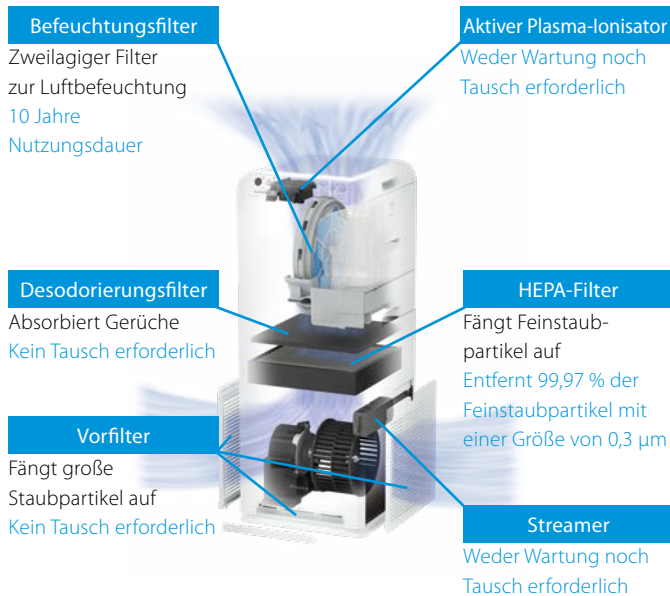 Befeuchtungsfilter
Zweilagiger Filter
zur Luftbefeuchtung
10 Jahre
Nutzungsdauer
Aktiver Plasma-Ionisator
Weder Wartung noch
Tausch erforderlich
Desodorierungsfilter
Absorbiert Gerüche
Kein Tausch erforderlich
HEPA-Filter
Fängt Feinstaub-
partikel auf
Entfernt 99,97 % der
Feinstaubpartikel mit
einer Größe von 0,3 µm
Vorfilter
Fängt große
Staubpartikel auf
Kein Tausch erforderlich
Streamer
Weder Wartung noch
Tausch erforderlich